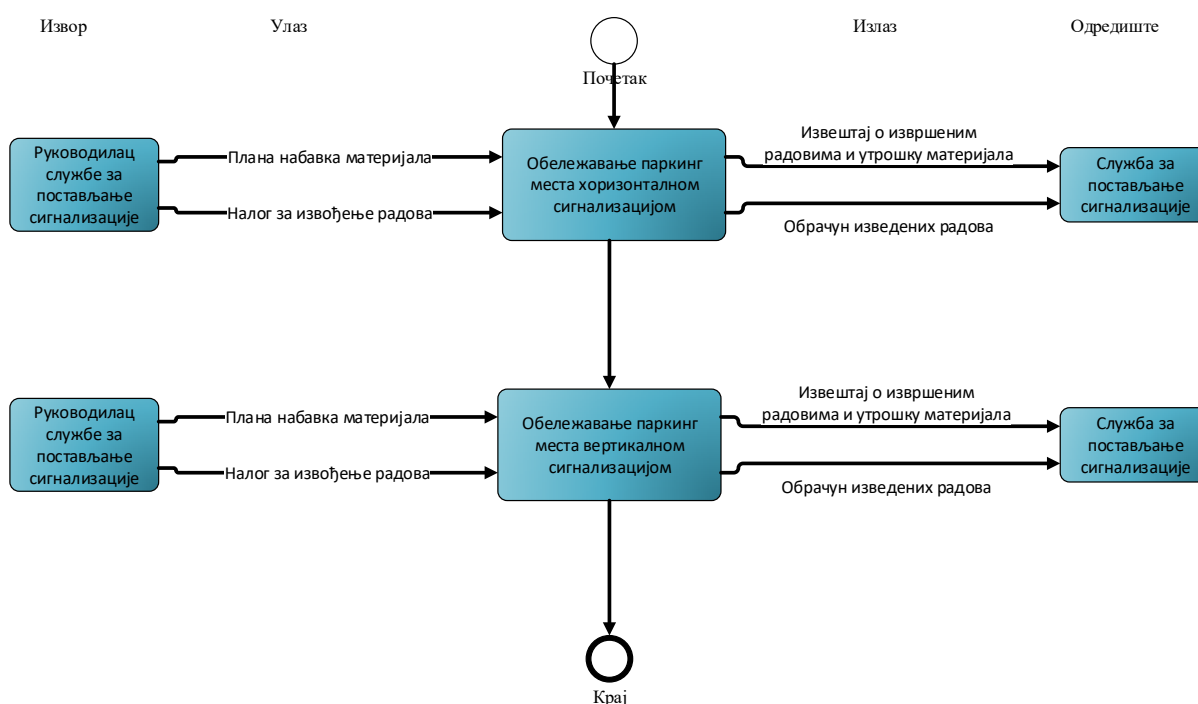 Извор
Улаз
Излаз
Одредиште
Почетак
Руководилац
службе за
постављање
сигнализације
Плана набавка материјала
Налог за извођење радова
Обележавање паркинг
места хоризонталном
сигнализацијом
Извештај о извршеним
радовима и утрошку материјала
Обрачун изведених радова
Служба за
постављање
сигнализације
Руководилац
службе за
постављање
сигнализације
Плана набавка материјала
Налог за извођење радова
Обележавање паркинг
места вертикалном
сигнализацијом
Извештај о извршеним
радовима и утрошку материјала
Обрачун изведених радова
Служба за
постављање
сигнализације
Крај